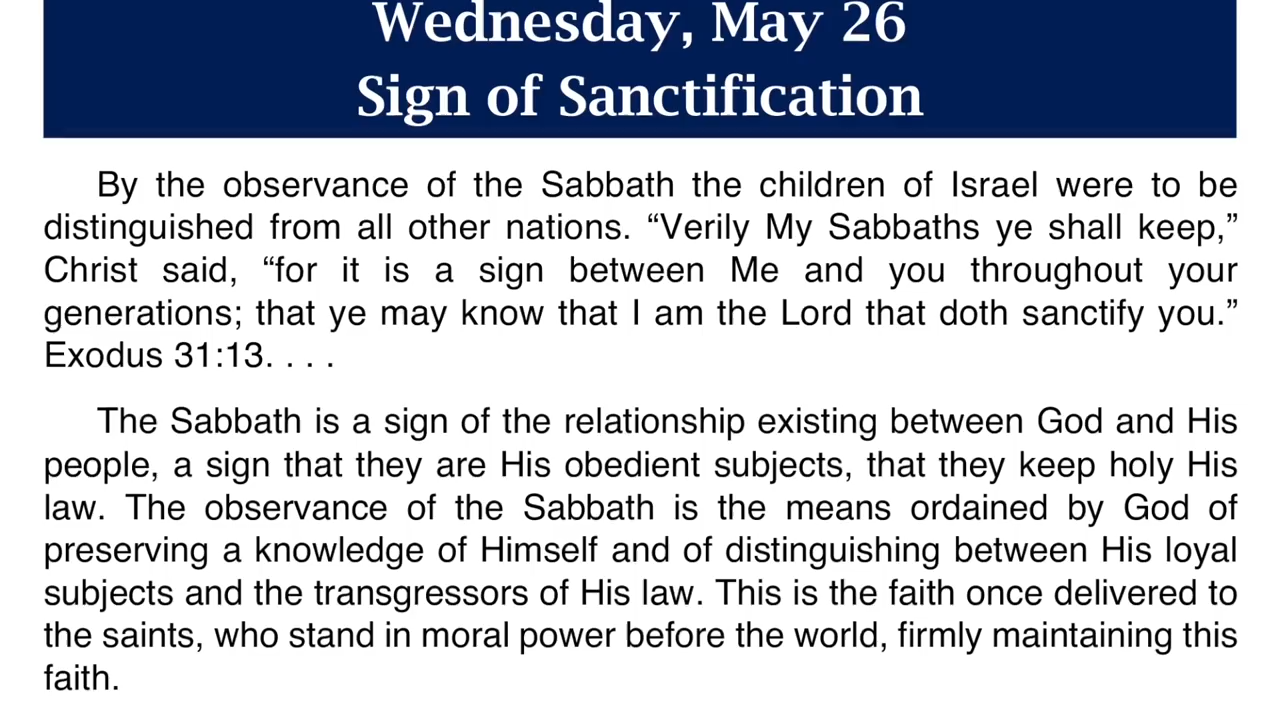 Wednesday, May 26
Sign of Sanctification
By the observance of the Sabbath the children of Israel were to be
distinguished from all other nations. “Verily My Sabbaths ye shall keep,”
Christ said, “for it is a sign between Me and you throughout your
generations; that ye may know that I am the Lord that doth sanctify you.”
Exodus 31:13. . . .
The Sabbath is a sign of the relationship existing between God and His
people, a sign that they are His obedient subjects, that they keep holy His
law. The observance of the Sabbath is the means ordained by God of
preserving a knowledge of Himself and of distinguishing between His loyal
subjects and the transgressors of His law. This is the faith once delivered to
the saints, who stand in moral power before the world, firmly maintaining this
faith.